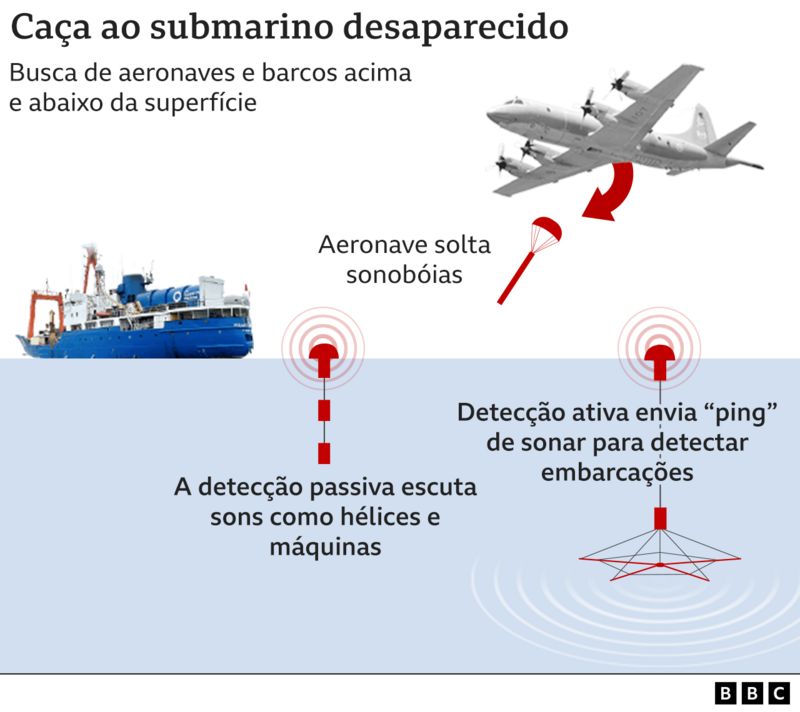 Caça ao submarino desaparecido
Busca de aeronaves e barcos acima
e abaixo da superfície
Aeronave solta
sonobóias
Detecção ativa envia “ping”
de sonar para detectar
embarcações
A detecção passiva escuta
sons como hélices e
máquinas
BBC